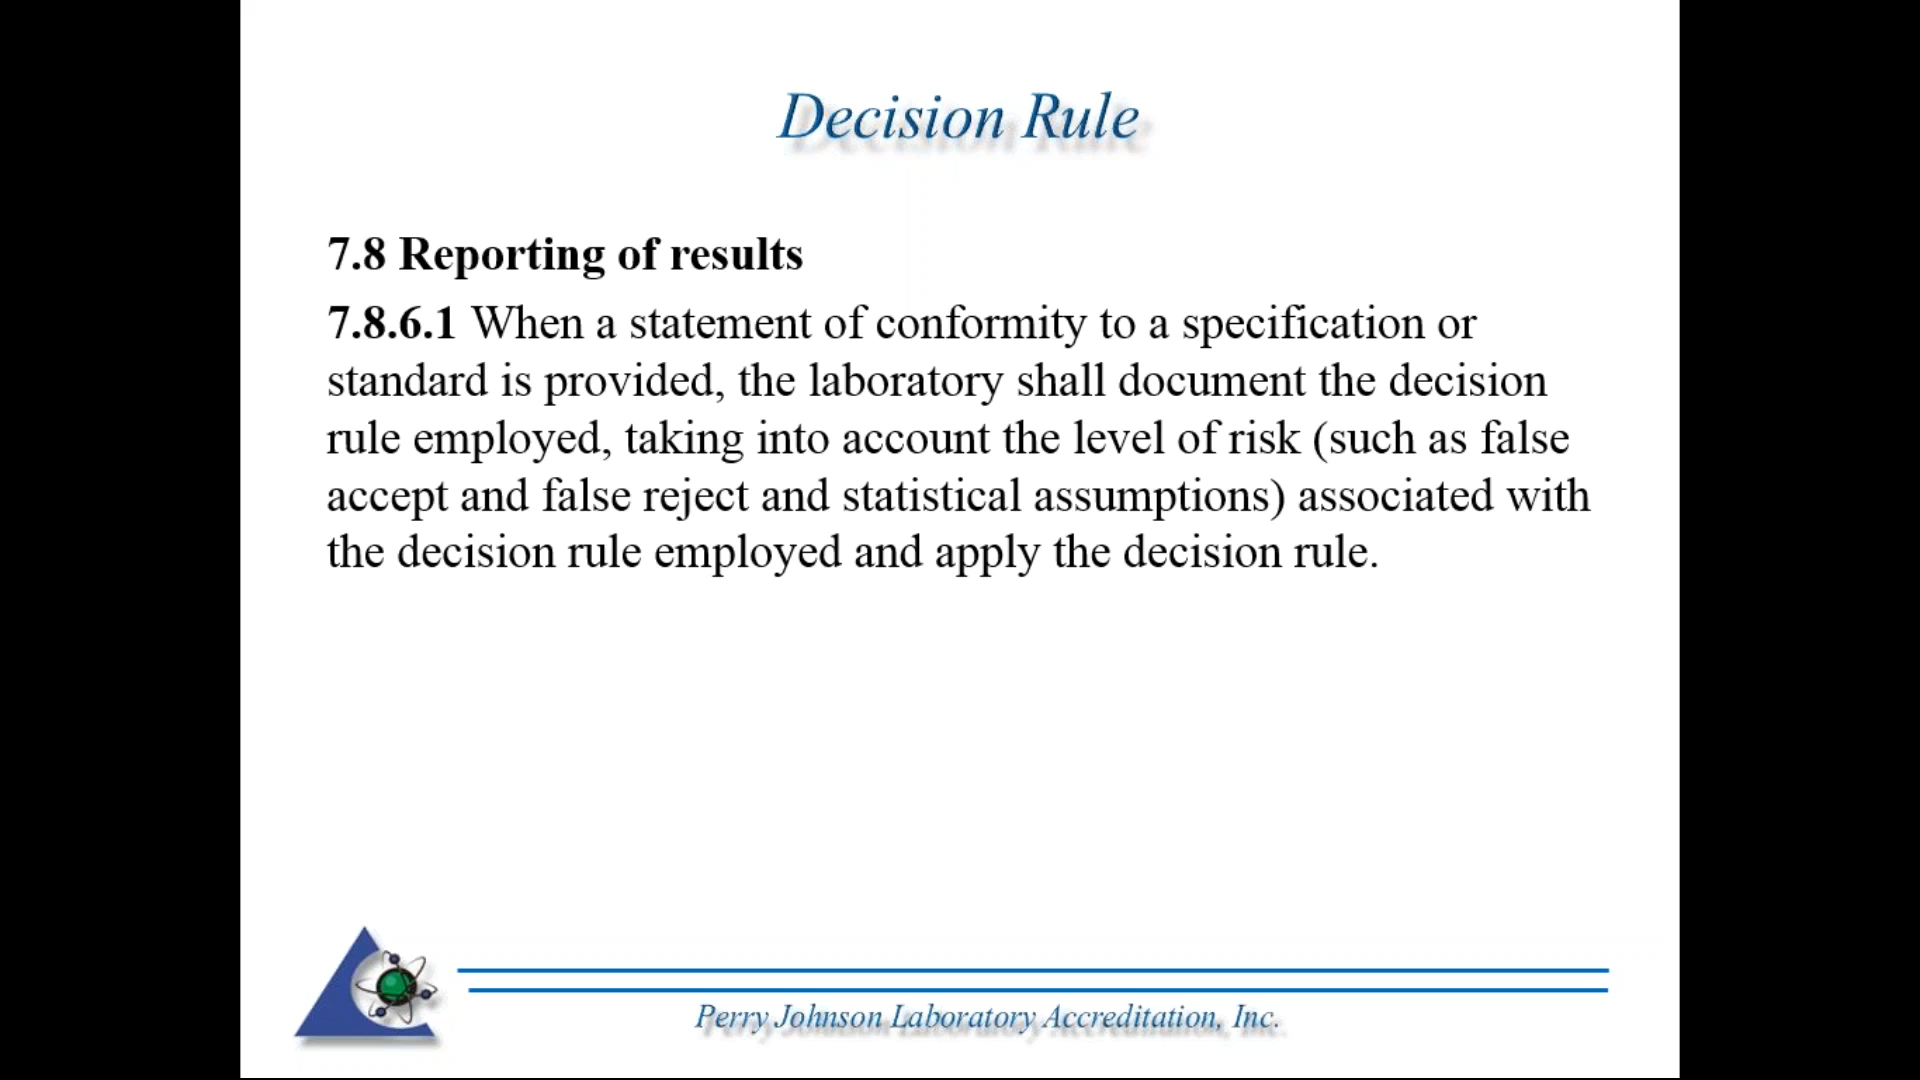 Decision Rule
7.8 Reporting of results
7.8.6.1 When a statement of conformity to a specification or
standard is provided, the laboratory shall document the decision
rule employed, taking into account the level of risk (such as false
accept and false reject and statistical assumptions) associated with
the decision rule employed and apply the decision rule.
Perry Johnson Laboratory Accreditation, Inc.